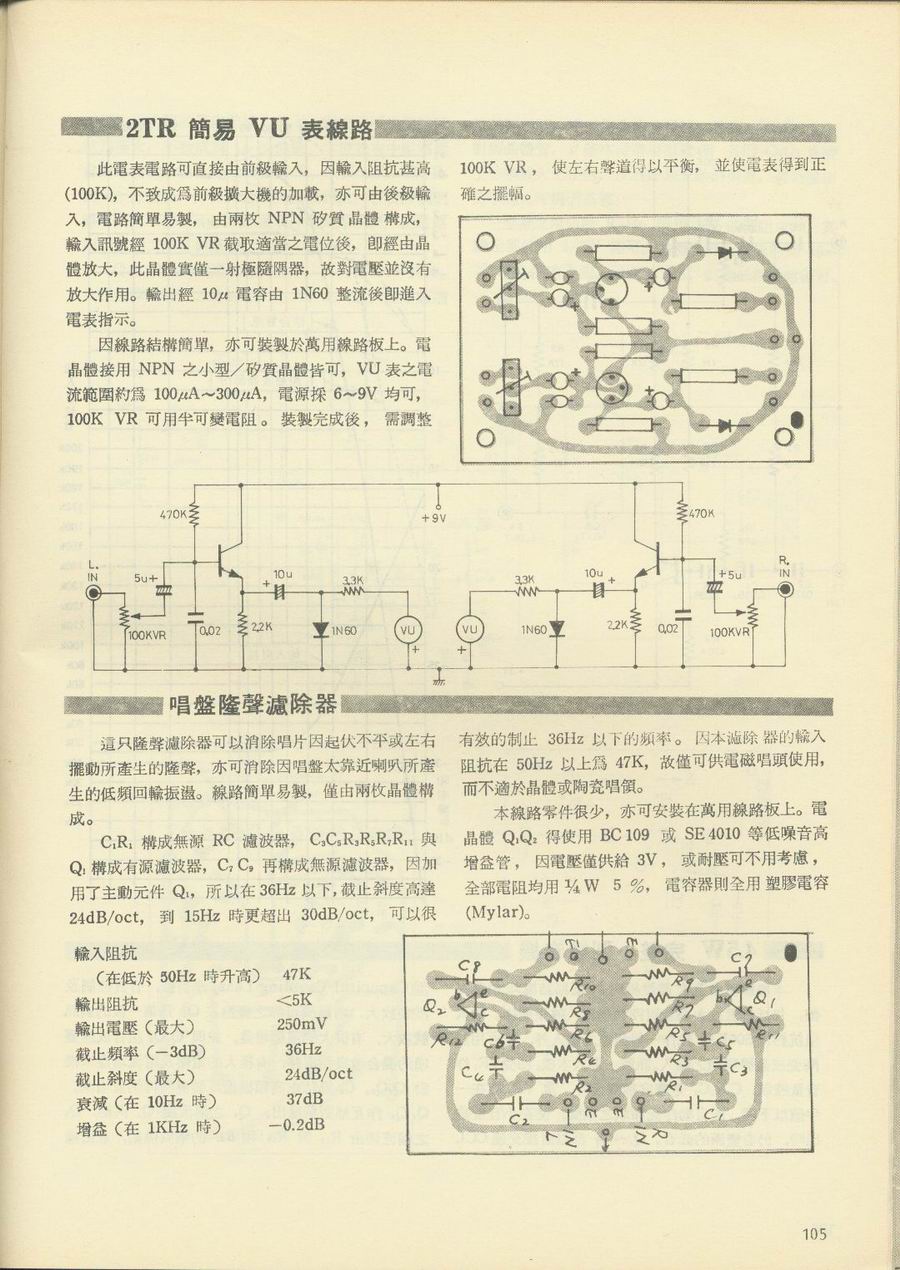 2TR 簡易 VU 表線路
此電表電路可直接由前級輸入，因輸入阻抗甚高
(100K)，不致成爲前級擴大機的加載，亦可由後級輸
入，電路簡單易製，由兩枚 NPN 矽質晶體構成，
輸入訊號經 100K VR 截取適當之電位後，卽經由晶
體放大，此晶體實僅一射極隨隅器，故對電壓並沒有
放大作用。輸出經 10μ 電容由 1N60 整流後卽進入
電表指示。
因線路結構簡單，亦可裝製於萬用線路板上。電
晶體接用 NPN 之小型／矽質晶體皆可，VU 表之電
流範圍約爲 100μA～300μA，電源採 6～9V 均可，
100K VR 可用半可變電阻。裝製完成後，需調整
100K VR，使左右聲道得以平衡，並使電表得到正
確之擺幅。
470K
+9V
470K
L.
IN
5u+
10u
+
3.3K
3.3K
10u
+
+5u
R.
IN
100KVR
0.02
2.2K
1N60
VU
+
VU
+
1N60
2.2K
0.02
100KVR
唱盤隆聲濾除器
這只隆聲濾除器可以消除唱片因起伏不平或左右
擺動所產生的隆聲，亦可消除因唱盤太靠近喇叭所產
生的低頻回輸振盪。線路簡單易製，僅由兩枚晶體構
成。
C₁R₁ 構成無源 RC 濾波器，C₃C₅R₃R₅R₇R₁₁ 與
Q₁ 構成有源濾波器，C₇ C₉ 再構成無源濾波器，因加
用了主動元件 Q₁，所以在 36Hz 以下，截止斜度高達
24dB/oct，到 15Hz 時更超出 30dB/oct，可以很
有效的制止 36Hz 以下的頻率。因本濾除器的輸入
阻抗在 50Hz 以上爲 47K，故僅可供電磁唱頭使用，
而不適於晶體或陶瓷唱頭。
本線路零件很少，亦可安裝在萬用線路板上。電
晶體 Q₁Q₂ 得使用 BC 109 或 SE 4010 等低噪音高
增益管，因電壓僅供給 3V，或耐壓可不用考慮，
全部電阻均用 ¼ W 5 %，電容器則全用塑膠電容
(Mylar)。
輸入阻抗
（在低於 50Hz 時升高） 47K
輸出阻抗 <5K
輸出電壓（最大） 250mV
截止頻率（−3dB） 36Hz
截止斜度（最大） 24dB/oct
衰減（在 10Hz 時） 37dB
增益（在 1KHz 時） −0.2dB
C8
C7
R10
R9
Q2
b
e
c
R8
R7
b
e
c
Q1
R12
C6
R6
R5
C5
R11
C4
R4
R3
C3
R2
R1
C2
C1
105